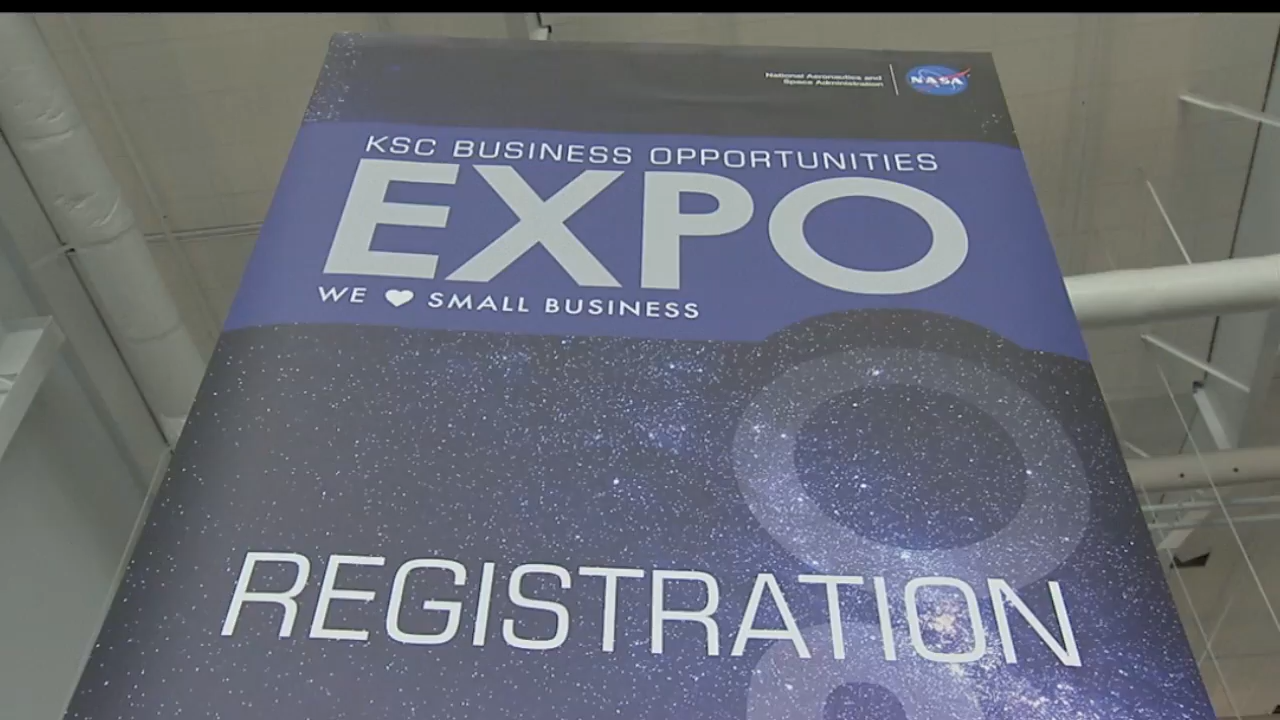 National Aeronautics and
Space Administration
NASA
KSC BUSINESS OPPORTUNITIES
EXPO
WE ♥ SMALL BUSINESS
REGISTRATION